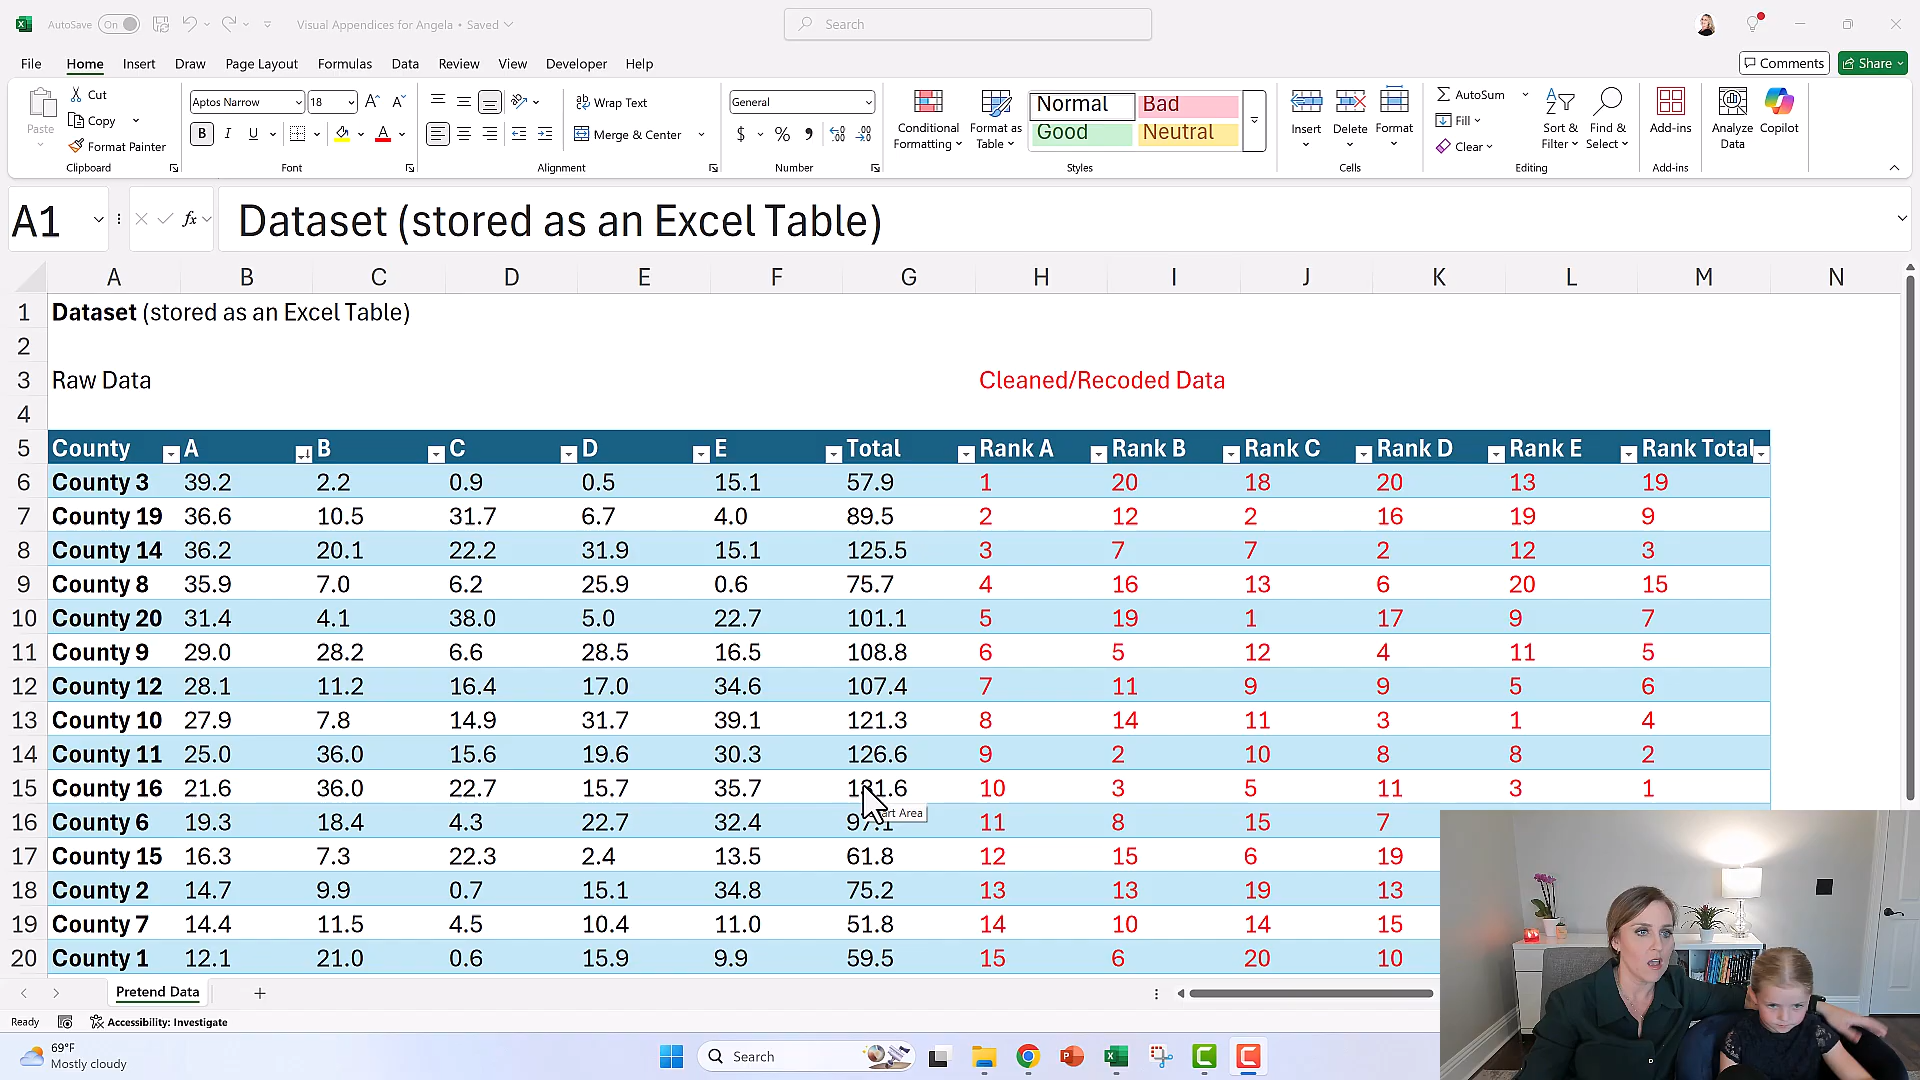 AutoSave On Visual Appendices for Angela • Saved Search
File Home Insert Draw Page Layout Formulas Data Review View Developer Help Comments Share
Paste Cut Copy Format Painter Clipboard
Aptos Narrow 18 B I U A Font
Wrap Text Merge & Center Alignment
General $ % Number
Conditional Formatting Format as Table Normal Bad Good Neutral Styles
Insert Delete Format Cells
AutoSum Fill Clear Sort & Filter Find & Select Editing
Add-ins Add-ins
Analyze Data Copilot
A1 fx Dataset (stored as an Excel Table)
A B C D E F G H I J K L M N
1 Dataset (stored as an Excel Table)
2
3 Raw Data Cleaned/Recoded Data
4
5 County A B C D E Total Rank A Rank B Rank C Rank D Rank E Rank Total
6 County 3 39.2 2.2 0.9 0.5 15.1 57.9 1 20 18 20 13 19
7 County 19 36.6 10.5 31.7 6.7 4.0 89.5 2 12 2 16 19 9
8 County 14 36.2 20.1 22.2 31.9 15.1 125.5 3 7 7 2 12 3
9 County 8 35.9 7.0 6.2 25.9 0.6 75.7 4 16 13 6 20 15
10 County 20 31.4 4.1 38.0 5.0 22.7 101.1 5 19 1 17 9 7
11 County 9 29.0 28.2 6.6 28.5 16.5 108.8 6 5 12 4 11 5
12 County 12 28.1 11.2 16.4 17.0 34.6 107.4 7 11 9 9 5 6
13 County 10 27.9 7.8 14.9 31.7 39.1 121.3 8 14 11 3 1 4
14 County 11 25.0 36.0 15.6 19.6 30.3 126.6 9 2 10 8 8 2
15 County 16 21.6 36.0 22.7 15.7 35.7 10 3 5 11 3 1
16 County 6 19.3 18.4 4.3 22.7 32.4 97.1 11 8 15 7
17 County 15 16.3 7.3 22.3 2.4 13.5 61.8 12 15 6 19
18 County 2 14.7 9.9 0.7 15.1 34.8 75.2 13 13 19 13
19 County 7 14.4 11.5 4.5 10.4 11.0 51.8 14 10 14 15
20 County 1 12.1 21.0 0.6 15.9 9.9 59.5 15 6 20 10
Area
Pretend Data
Ready Accessibility: Investigate
69°F
Mostly cloudy
Search